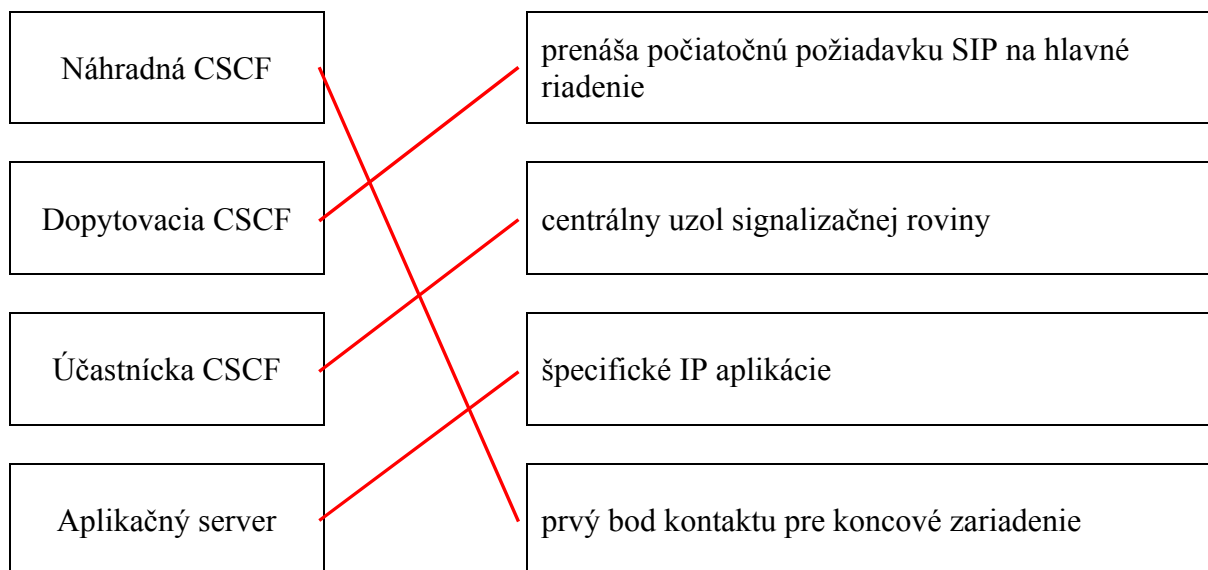 Náhradná CSCF
prenáša počiatočnú požiadavku SIP na hlavné
riadenie
Dopytovacia CSCF
centrálny uzol signalizačnej roviny
Účastnícka CSCF
špecifické IP aplikácie
Aplikačný server
prvý bod kontaktu pre koncové zariadenie